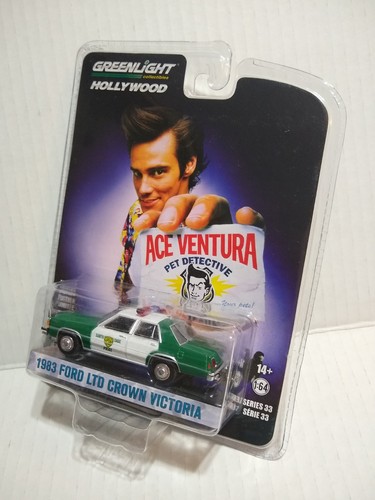 GREENLIGHT
collectibles
HOLLYWOOD
ACE VENTURA
PET DETECTIVE
1983 FORD LTD CROWN VICTORIA
14+
1:64
SERIES 33
SÉRIE 33